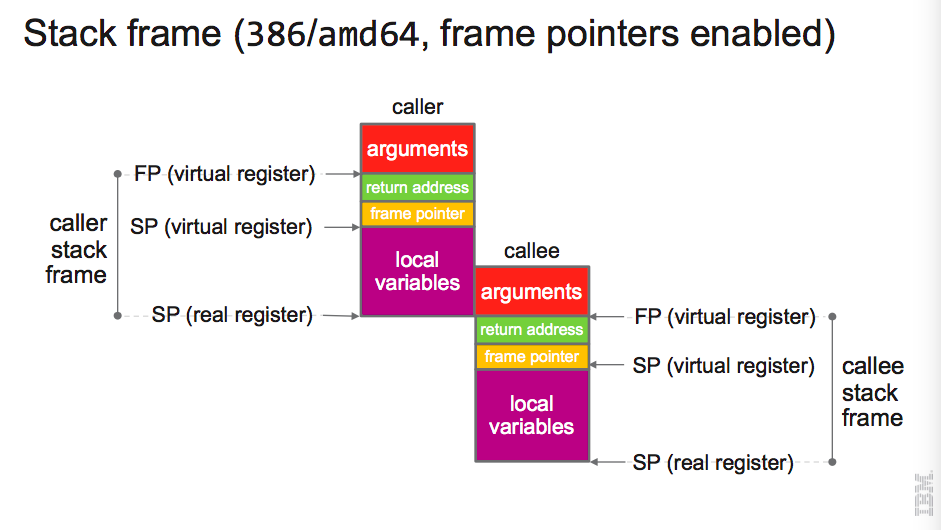 Stack frame (386/amd64, frame pointers enabled)
caller
arguments
FP (virtual register)
return address
frame pointer
SP (virtual register)
caller
stack
frame
local
variables
SP (real register)
callee
arguments
FP (virtual register)
return address
frame pointer
SP (virtual register)
callee
stack
frame
local
variables
SP (real register)
IBM